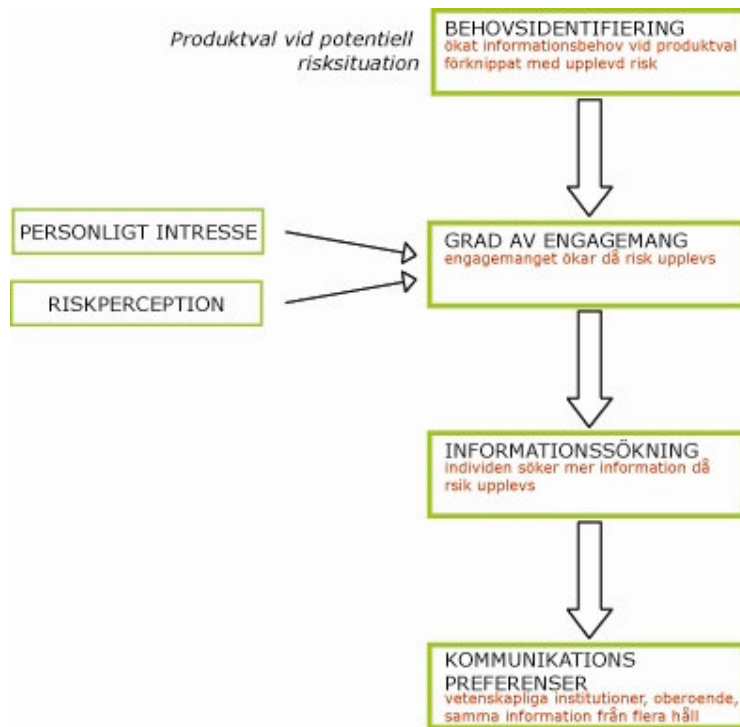 Produktval vid potentiell
risksituation
BEHOVSIDENTIFIERING
ökat informationsbehov vid produktval
förknippat med upplevd risk
PERSONLIGT INTRESSE
RISKPERCEPTION
GRAD AV ENGAGEMANG
engagemanget ökar då risk upplevs
INFORMATIONSSÖKNING
individen söker mer information då
rsik upplevs
KOMMUNIKATIONS
PREFERENSER
vetenskapliga institutioner, oberoende,
samma information från flera håll